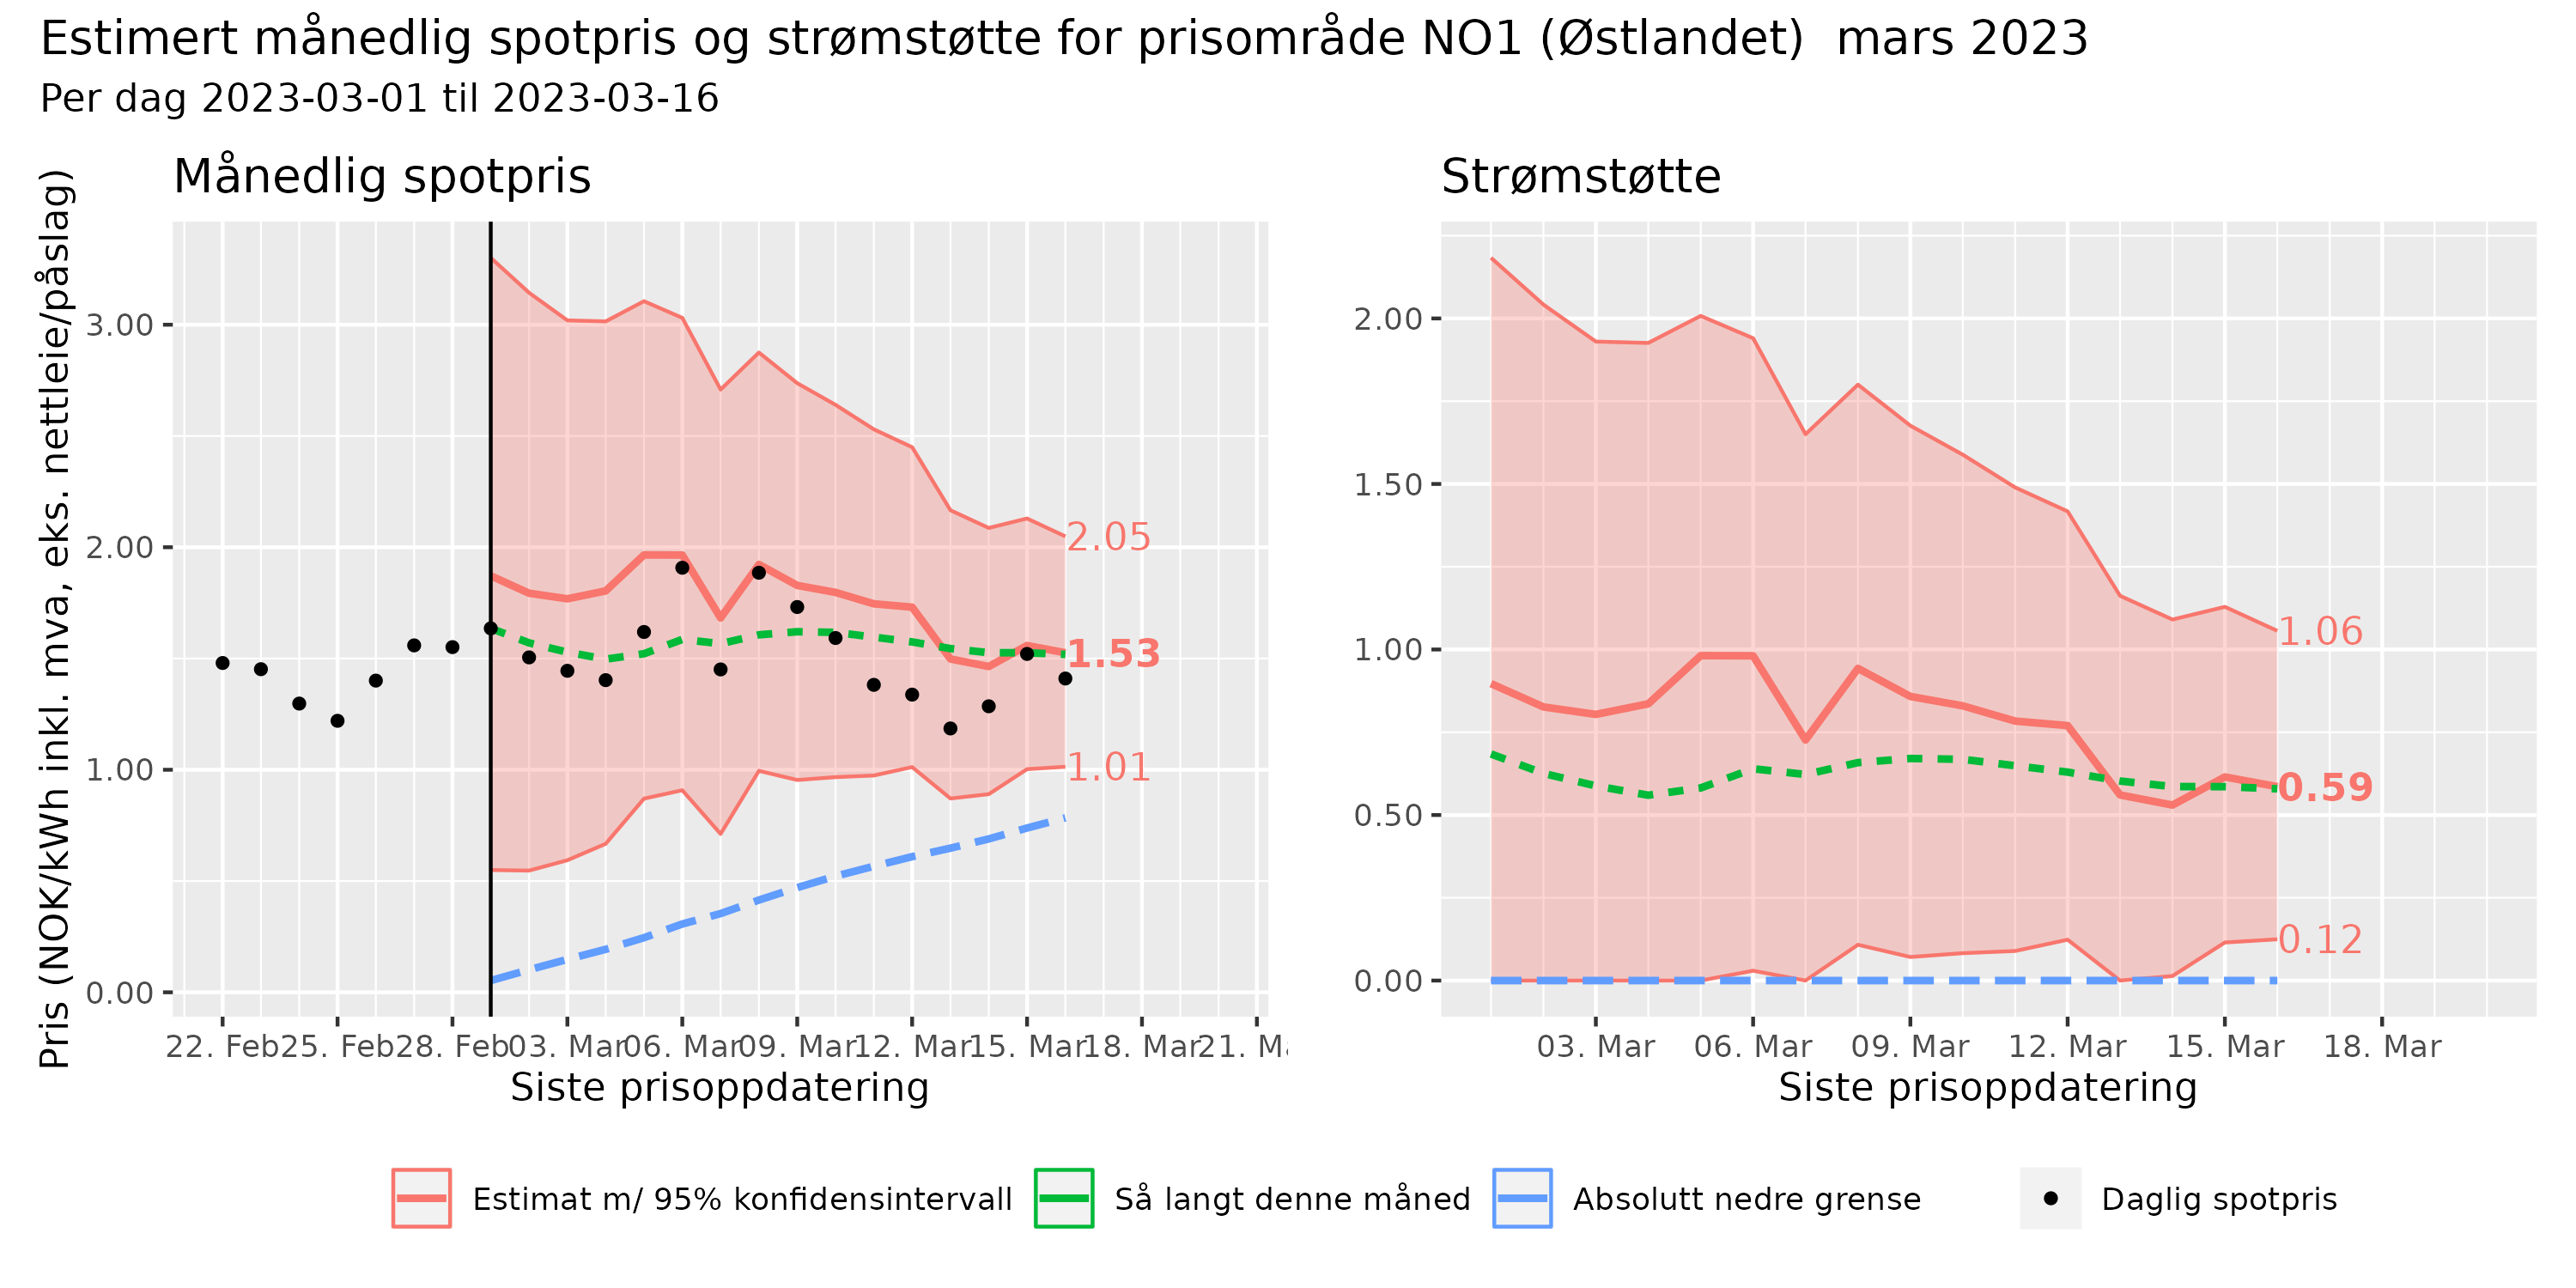 Estimert månedlig spotpris og strømstøtte for prisområde NO1 (Østlandet)  mars 2023
Per dag 2023-03-01 til 2023-03-16
Månedlig spotpris
Pris (NOK/kWh inkl. mva, eks. nettleie/påslag)
3.00
2.00
1.00
0.00
2.05
1.53
1.01
22. Feb 25. Feb 28. Feb 03. Mar 06. Mar 09. Mar 12. Mar 15. Mar 18. Mar 21. Ma
Siste prisoppdatering
Strømstøtte
2.00
1.50
1.00
0.50
0.00
1.06
0.59
0.12
03. Mar 06. Mar 09. Mar 12. Mar 15. Mar 18. Mar
Siste prisoppdatering
Estimat m/ 95% konfidensintervall Så langt denne måned Absolutt nedre grense Daglig spotpris